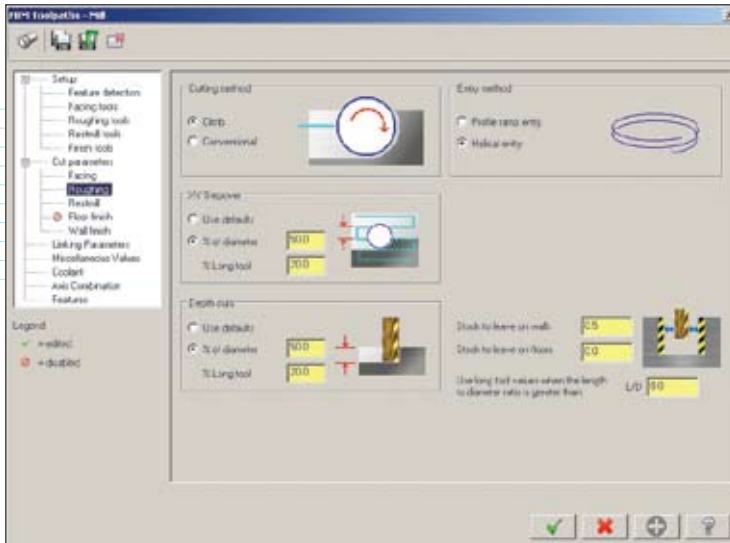 FBM Toolpaths - Mill
Setup
Feature detection
Facing tools
Roughing tools
Restmill tools
Finish tools
Cut parameters
Facing
Roughing
Restmill
Floor finish
Wall finish
Linking Parameters
Miscellaneous Values
Coolant
Axis Combination
Features
Legend
= edited
= disabled
Cutting method
Climb
Conventional
Entry method
Profile ramp entry
Helical entry
XY Stepover
Use defaults
% of diameter 50.0
% Long tool 20.0
Depth cuts
Use defaults
% of diameter 50.0
% Long tool 20.0
Stock to leave on walls 0.5
Stock to leave on floors 0.0
Use long tool values when the length
to diameter ratio is greater than: L/D